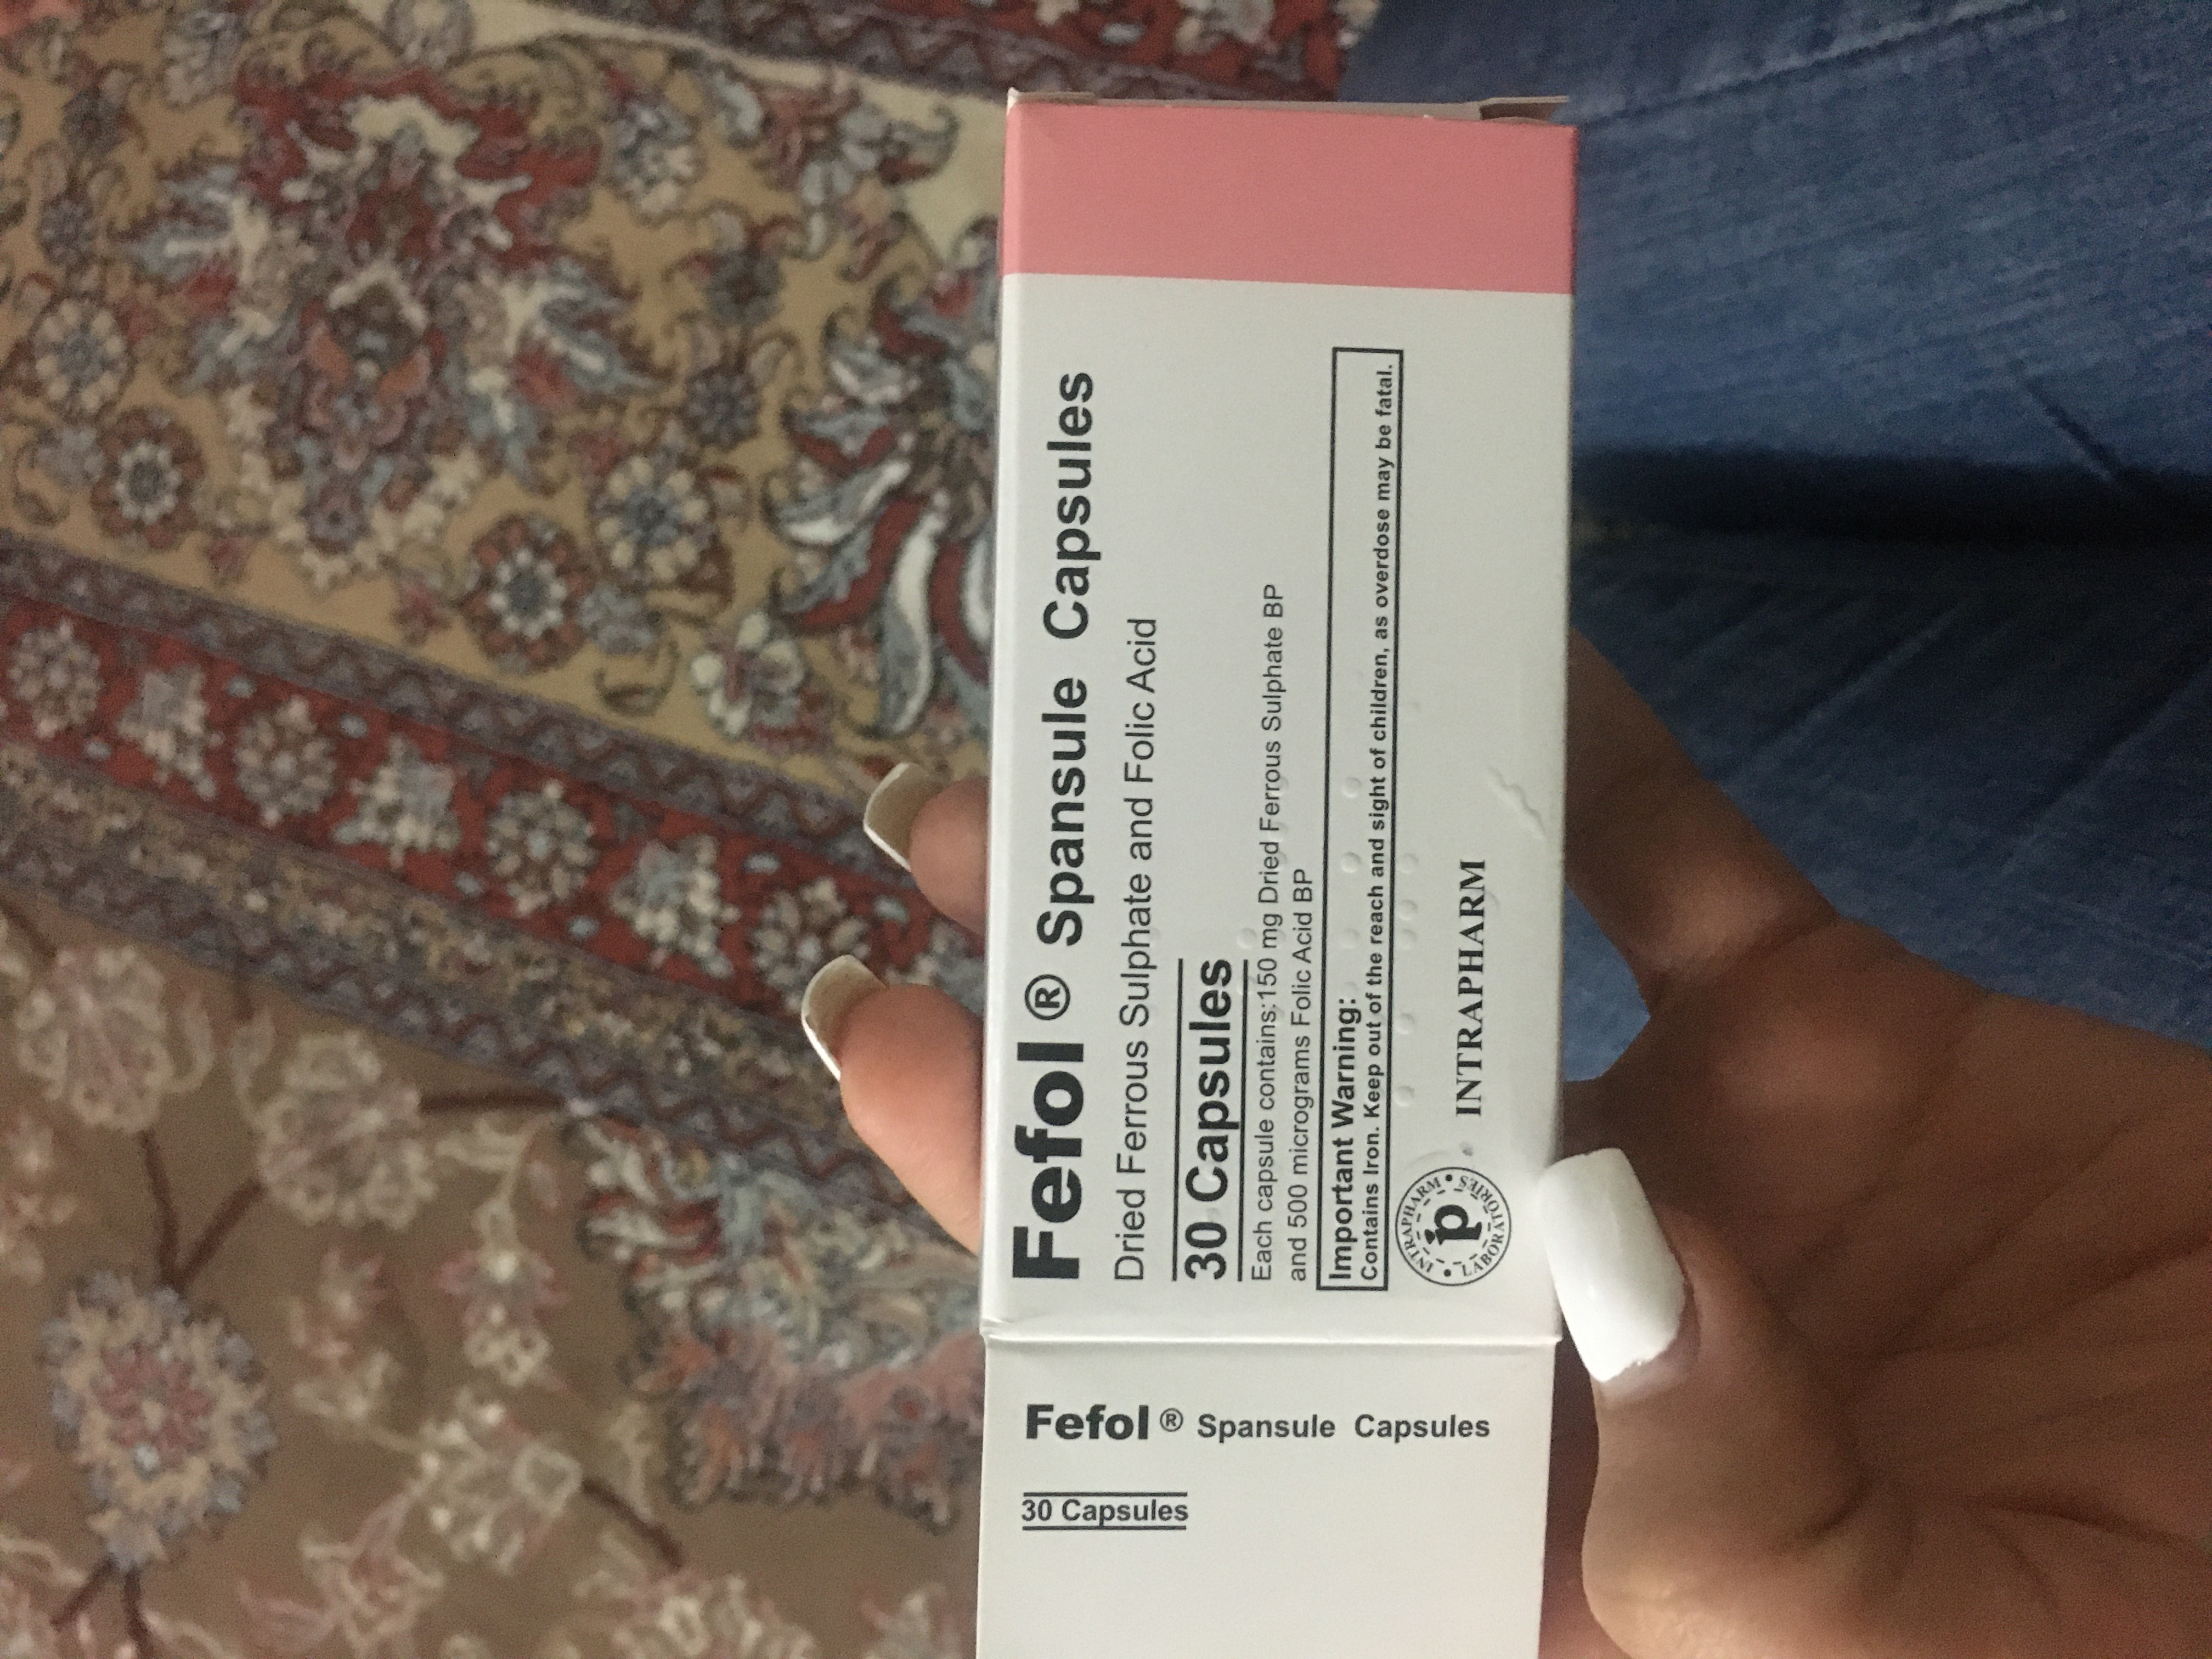 Fefol ® Spansule Capsules
Dried Ferrous Sulphate and Folic Acid
30 Capsules
Each capsule contains:150 mg Dried Ferrous Sulphate BP
and 500 micrograms Folic Acid BP
Important Warning:
Contains Iron. Keep out of the reach and sight of children, as overdose may be fatal.
INTRAPHARM • LABORATORIES •
p
INTRAPHARM
Fefol ® Spansule Capsules
30 Capsules